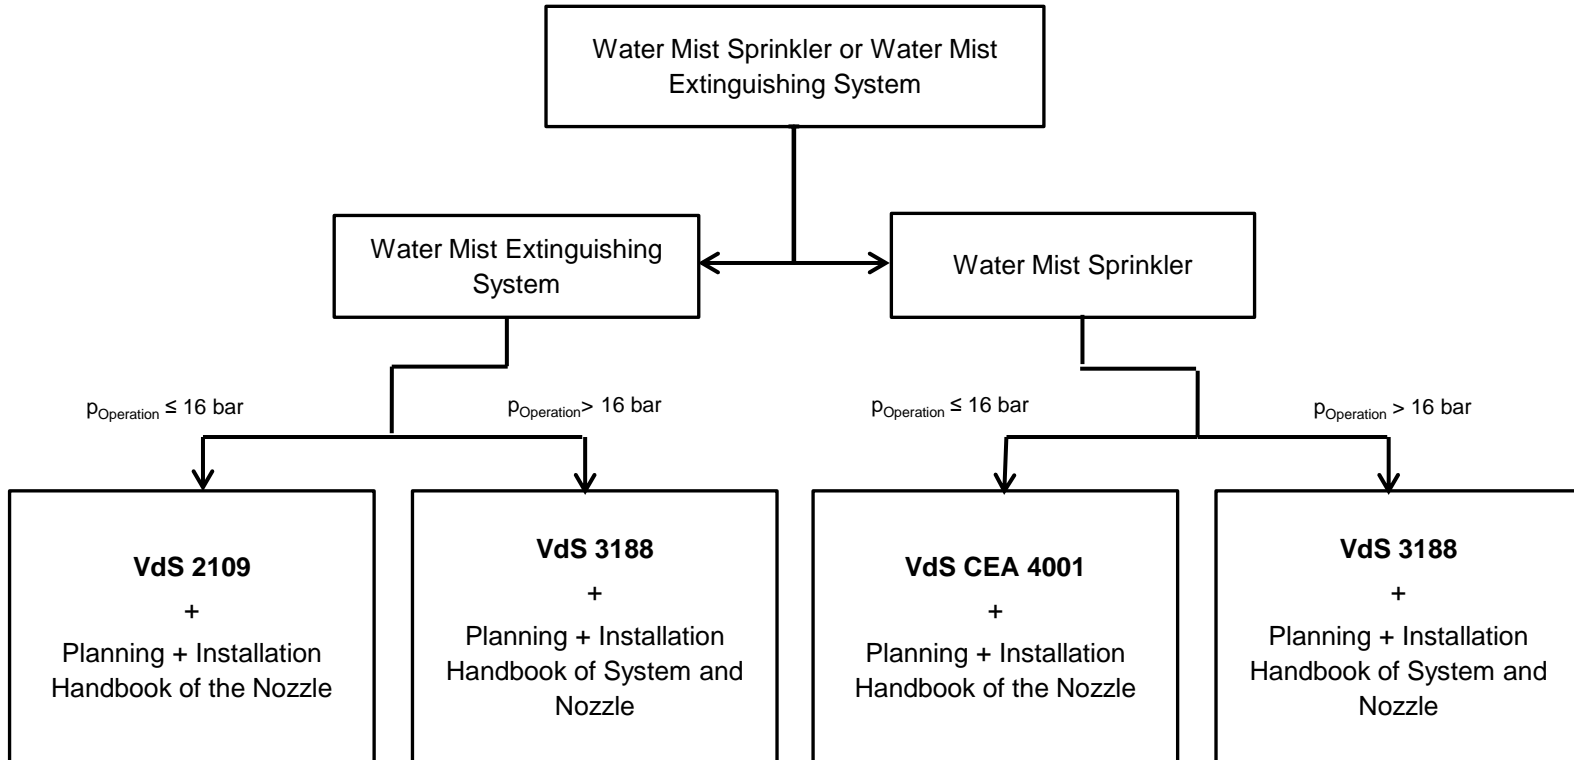 Water Mist Sprinkler or Water Mist
Extinguishing System
Water Mist Extinguishing
System
Water Mist Sprinkler
pOperation ≤ 16 bar
pOperation> 16 bar
pOperation ≤ 16 bar
pOperation > 16 bar
VdS 2109
+
Planning + Installation
Handbook of the Nozzle
VdS 3188
+
Planning + Installation
Handbook of System and
Nozzle
VdS CEA 4001
+
Planning + Installation
Handbook of the Nozzle
VdS 3188
+
Planning + Installation
Handbook of System and
Nozzle